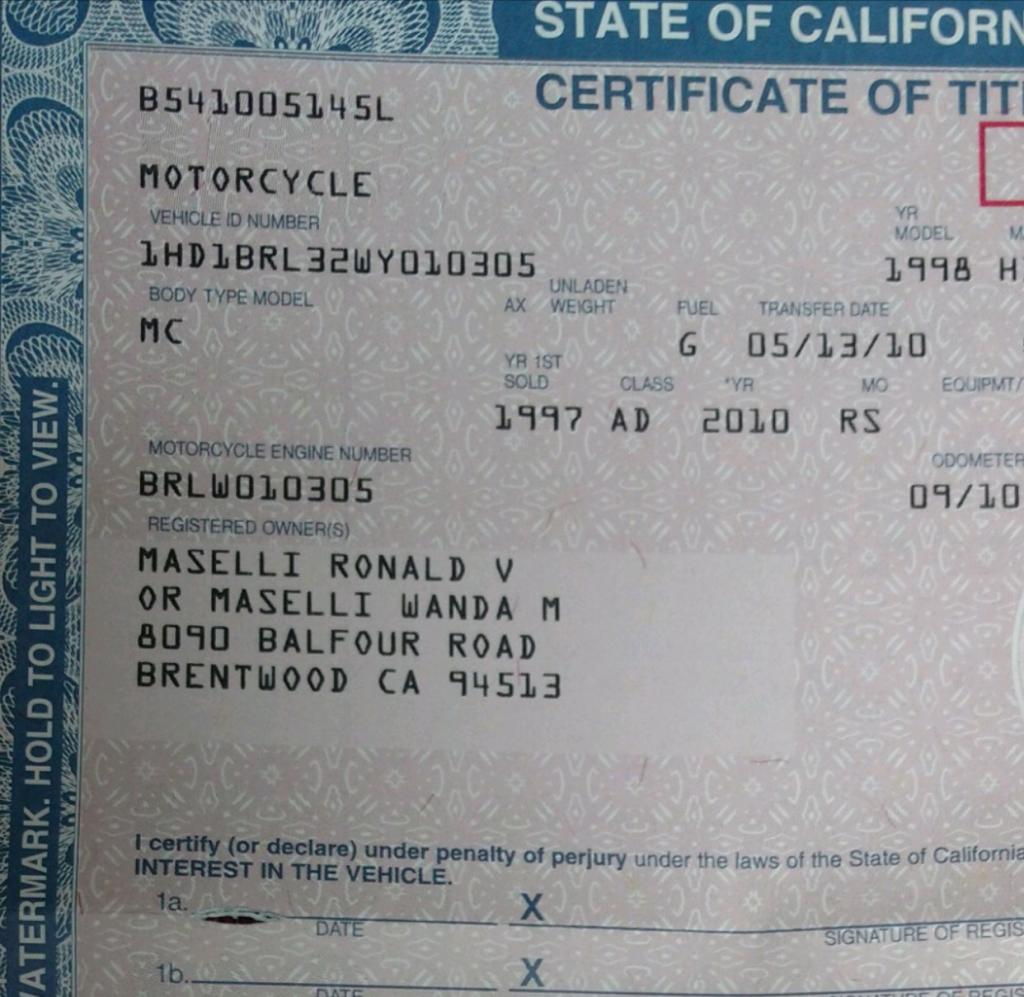 STATE OF CALIFORN
CERTIFICATE OF TIT
B541005145L
MOTORCYCLE
VEHICLE ID NUMBER
YR
MODEL
1HD1BRL32WY010305
1998 H
BODY TYPE MODEL
AX
UNLADEN
WEIGHT
FUEL
TRANSFER DATE
MC
G 05/13/10
YR 1ST
SOLD
CLASS
*YR
MO
EQUIPMT/
1997 AD 2010 RS
MOTORCYCLE ENGINE NUMBER
ODOMETER
BRLW010305
09/10
REGISTERED OWNER(S)
MASELLI RONALD V
OR MASELLI WANDA M
8090 BALFOUR ROAD
BRENTWOOD CA 94513
I certify (or declare) under penalty of perjury under the laws of the State of California
INTEREST IN THE VEHICLE.
1a. X
DATE
SIGNATURE OF REGIS
1b. X
DATE
ATERMARK. HOLD TO LIGHT TO VIEW.